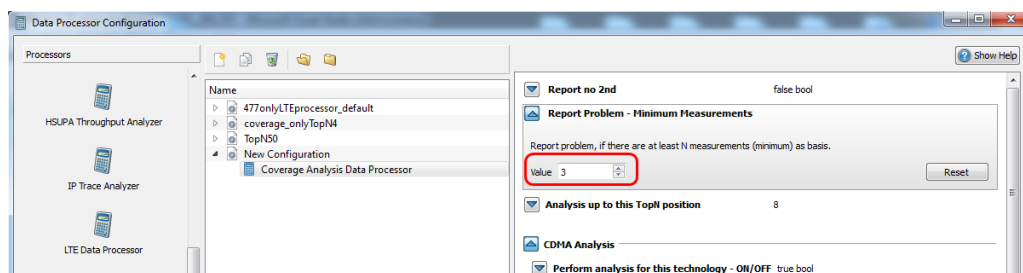 Data Processor Configuration
Processors
Show Help
HSUPA Throughput Analyzer
IP Trace Analyzer
LTE Data Processor
Name
477onlyLTEprocessor_default
coverage_onlyTopN4
TopN50
New Configuration
Coverage Analysis Data Processor
Report no 2nd false bool
Report Problem - Minimum Measurements
Report problem, if there are at least N measurements (minimum) as basis.
Value 3 Reset
Analysis up to this TopN position 8
CDMA Analysis
Perform analysis for this technology - ON/OFF true bool